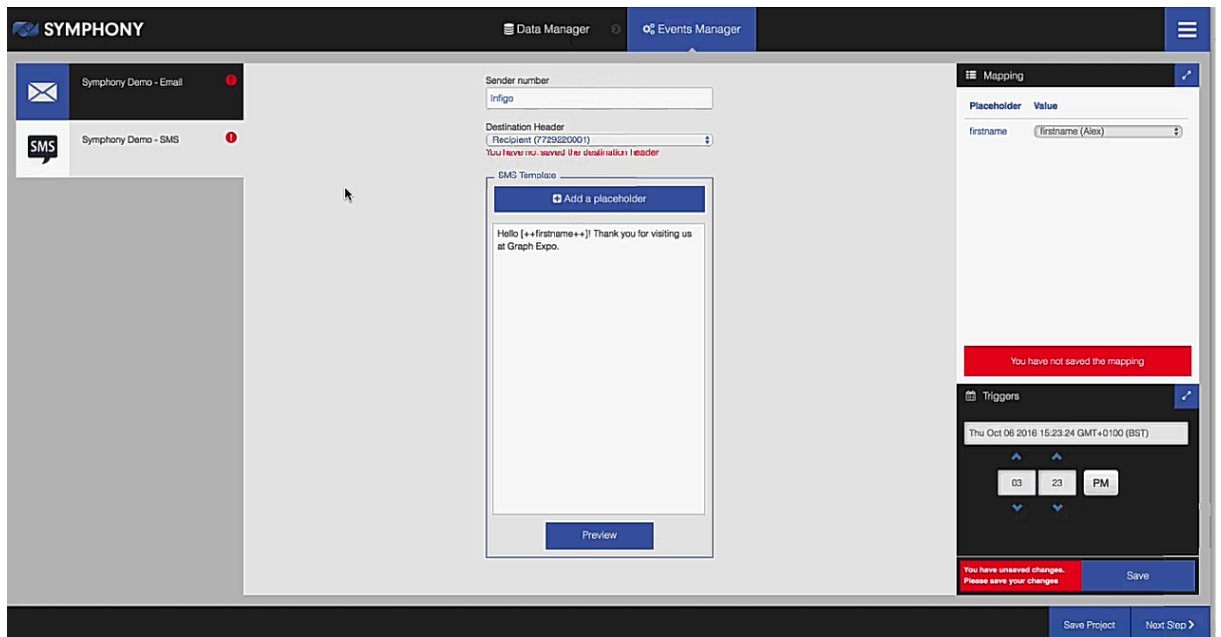 SYMPHONY
Data Manager
Events Manager
Symphony Demo - Email
SMS
Symphony Demo - SMS
Sender number
Infigo
Destination Header
Recipient (7729220001)
You have not saved the destination header
SMS Template
Add a placeholder
Hello [++firstname++]! Thank you for visiting us
at Graph Expo.
Preview
Mapping
Placeholder Value
firstname firstname (Alex)
You have not saved the mapping
Triggers
Thu Oct 06 2016 15:23:24 GMT+0100 (BST)
03 23 PM
You have unsaved changes.
Please save your changes
Save
Save Project
Next Step